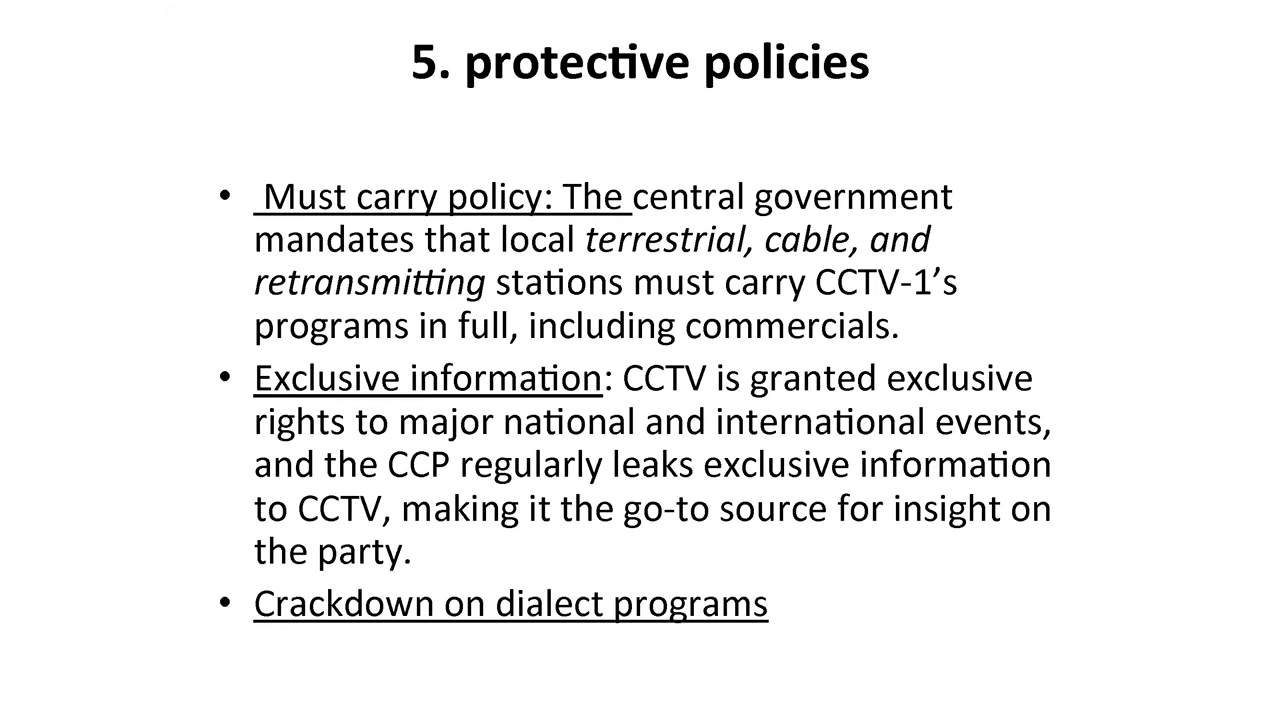 5. protective policies
• Must carry policy: The central government
mandates that local terrestrial, cable, and
retransmitting stations must carry CCTV-1’s
programs in full, including commercials.
• Exclusive information: CCTV is granted exclusive
rights to major national and international events,
and the CCP regularly leaks exclusive information
to CCTV, making it the go-to source for insight on
the party.
• Crackdown on dialect programs